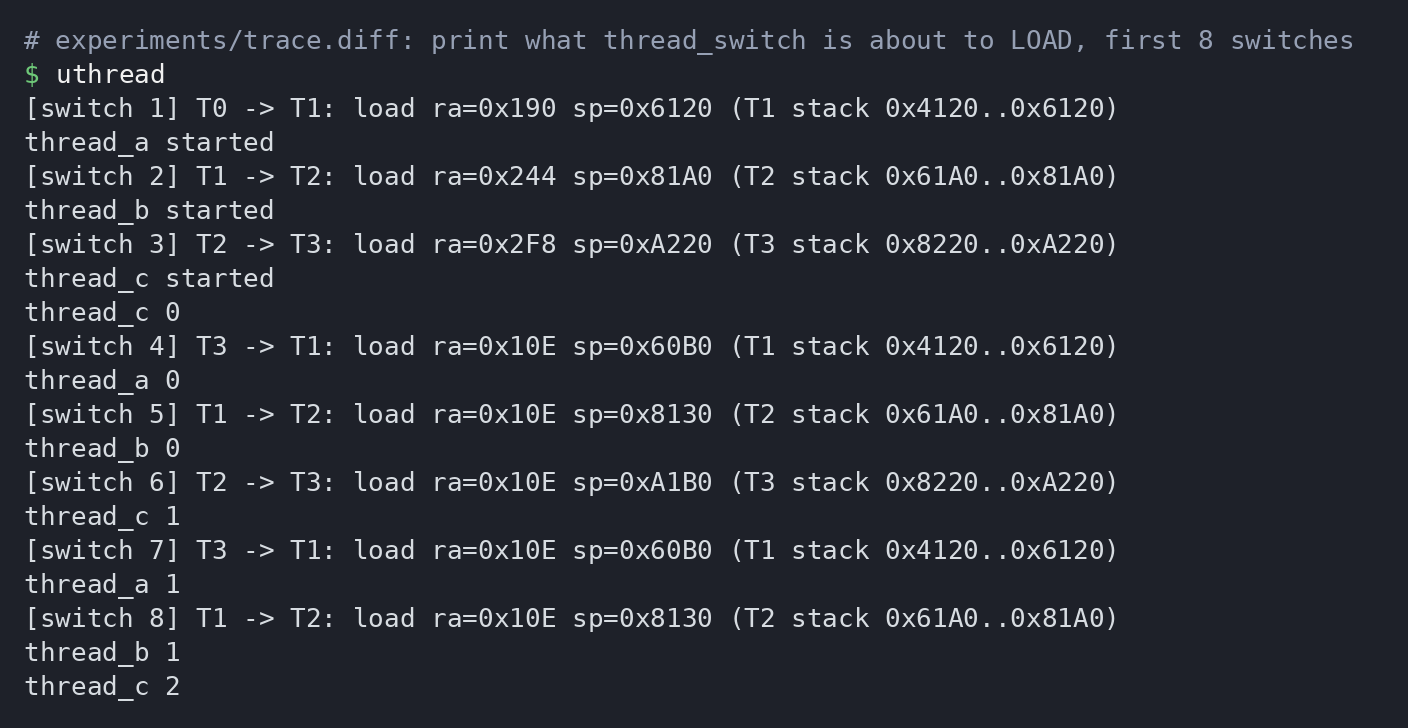 # experiments/trace.diff: print what thread_switch is about to LOAD, first 8 switches
$ uthread
[switch 1] T0 -> T1: load ra=0x190 sp=0x6120 (T1 stack 0x4120..0x6120)
thread_a started
[switch 2] T1 -> T2: load ra=0x244 sp=0x81A0 (T2 stack 0x61A0..0x81A0)
thread_b started
[switch 3] T2 -> T3: load ra=0x2F8 sp=0xA220 (T3 stack 0x8220..0xA220)
thread_c started
thread_c 0
[switch 4] T3 -> T1: load ra=0x10E sp=0x60B0 (T1 stack 0x4120..0x6120)
thread_a 0
[switch 5] T1 -> T2: load ra=0x10E sp=0x8130 (T2 stack 0x61A0..0x81A0)
thread_b 0
[switch 6] T2 -> T3: load ra=0x10E sp=0xA1B0 (T3 stack 0x8220..0xA220)
thread_c 1
[switch 7] T3 -> T1: load ra=0x10E sp=0x60B0 (T1 stack 0x4120..0x6120)
thread_a 1
[switch 8] T1 -> T2: load ra=0x10E sp=0x8130 (T2 stack 0x61A0..0x81A0)
thread_b 1
thread_c 2